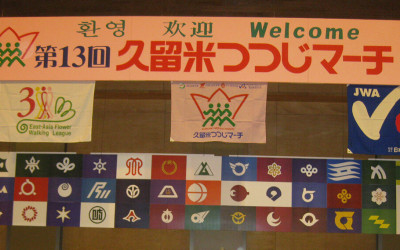 환영 欢迎 Welcome
第13回 久留米つつじマーチ
East-Asia Flower
Walking League
久留米つつじマーチ
JWA